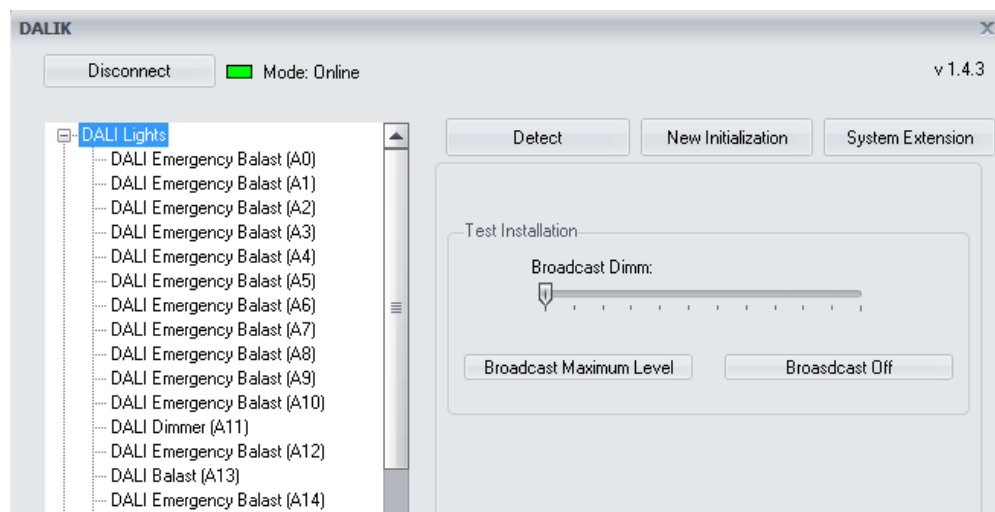 DALIK
x
Disconnect Mode: Online v 1.4.3
DALI Lights
DALI Emergency Balast (A0)
DALI Emergency Balast (A1)
DALI Emergency Balast (A2)
DALI Emergency Balast (A3)
DALI Emergency Balast (A4)
DALI Emergency Balast (A5)
DALI Emergency Balast (A6)
DALI Emergency Balast (A7)
DALI Emergency Balast (A8)
DALI Emergency Balast (A9)
DALI Emergency Balast (A10)
DALI Dimmer (A11)
DALI Emergency Balast (A12)
DALI Balast (A13)
DALI Emergency Balast (A14)
Detect New Initialization System Extension
Test Installation
Broadcast Dimm:
Broadcast Maximum Level Broasdcast Off